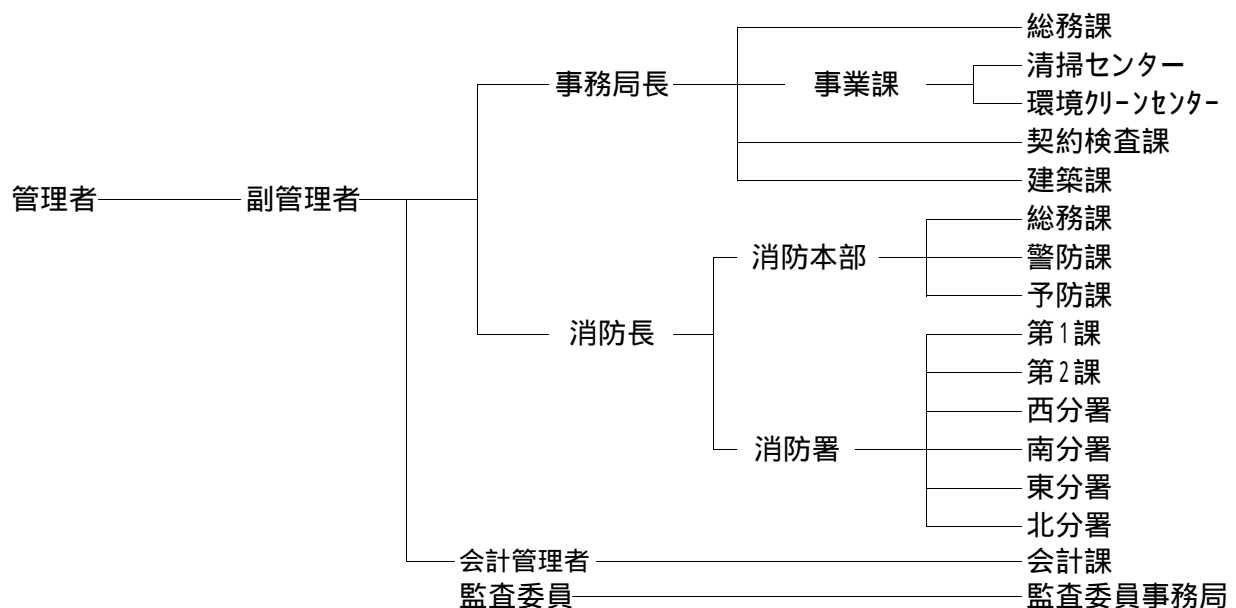 総務課
清掃センター
事務局長 事業課
環境クリーンセンター
契約検査課
建築課
管理者 副管理者
総務課
消防本部 警防課
予防課
消防長 第1課
第2課
西分署
消防署 南分署
東分署
北分署
会計管理者 会計課
監査委員 監査委員事務局